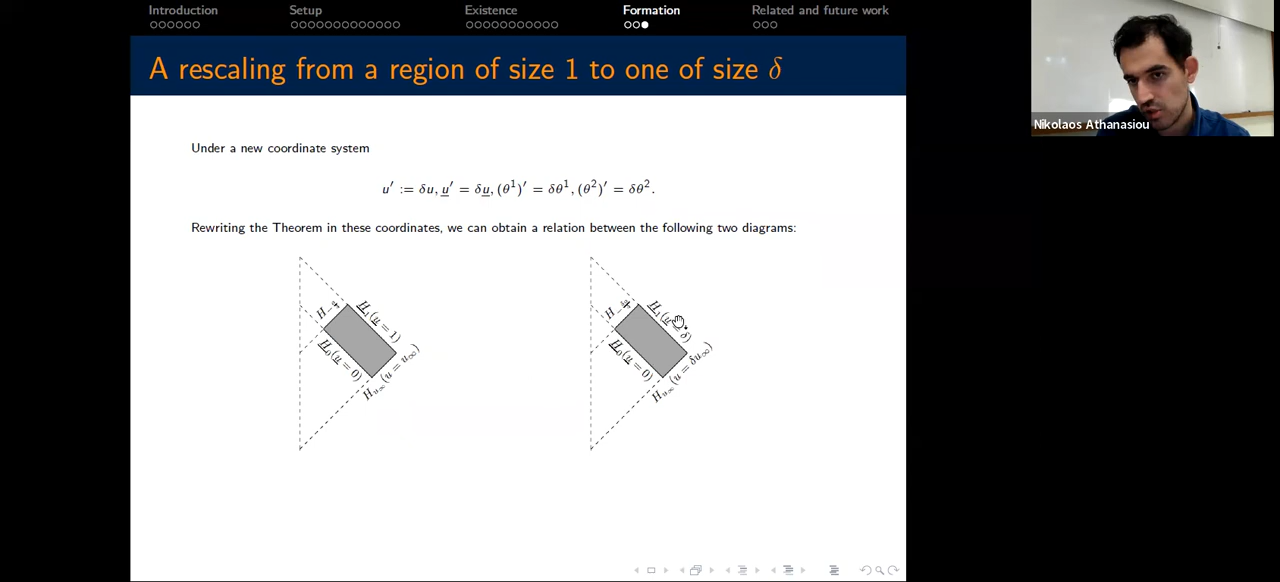 Introduction Setup Existence Formation Related and future work
A rescaling from a region of size 1 to one of size δ
Nikolaos Athanasiou
Under a new coordinate system
u′ := δu, u̲′ = δu̲, (θ¹)′ = δθ¹, (θ²)′ = δθ².
Rewriting the Theorem in these coordinates, we can obtain a relation between the following two diagrams:
H̲₁(u̲ = 1)
H̲₀(u̲ = 0)
H_{u∞}(u = u∞)
H̲₀(u̲ = 0)
H_{u∞}(u = δu∞)